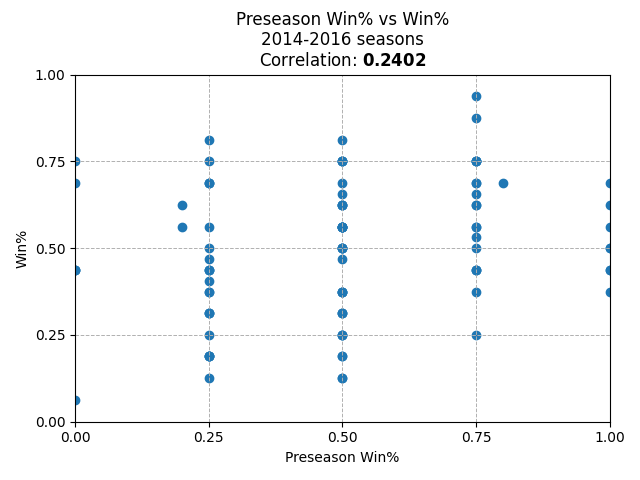 Preseason Win% vs Win%
2014-2016 seasons
Correlation: 0.2402
1.00
0.75
0.50
0.25
0.00
Win%
0.00 0.25 0.50 0.75 1.00
Preseason Win%